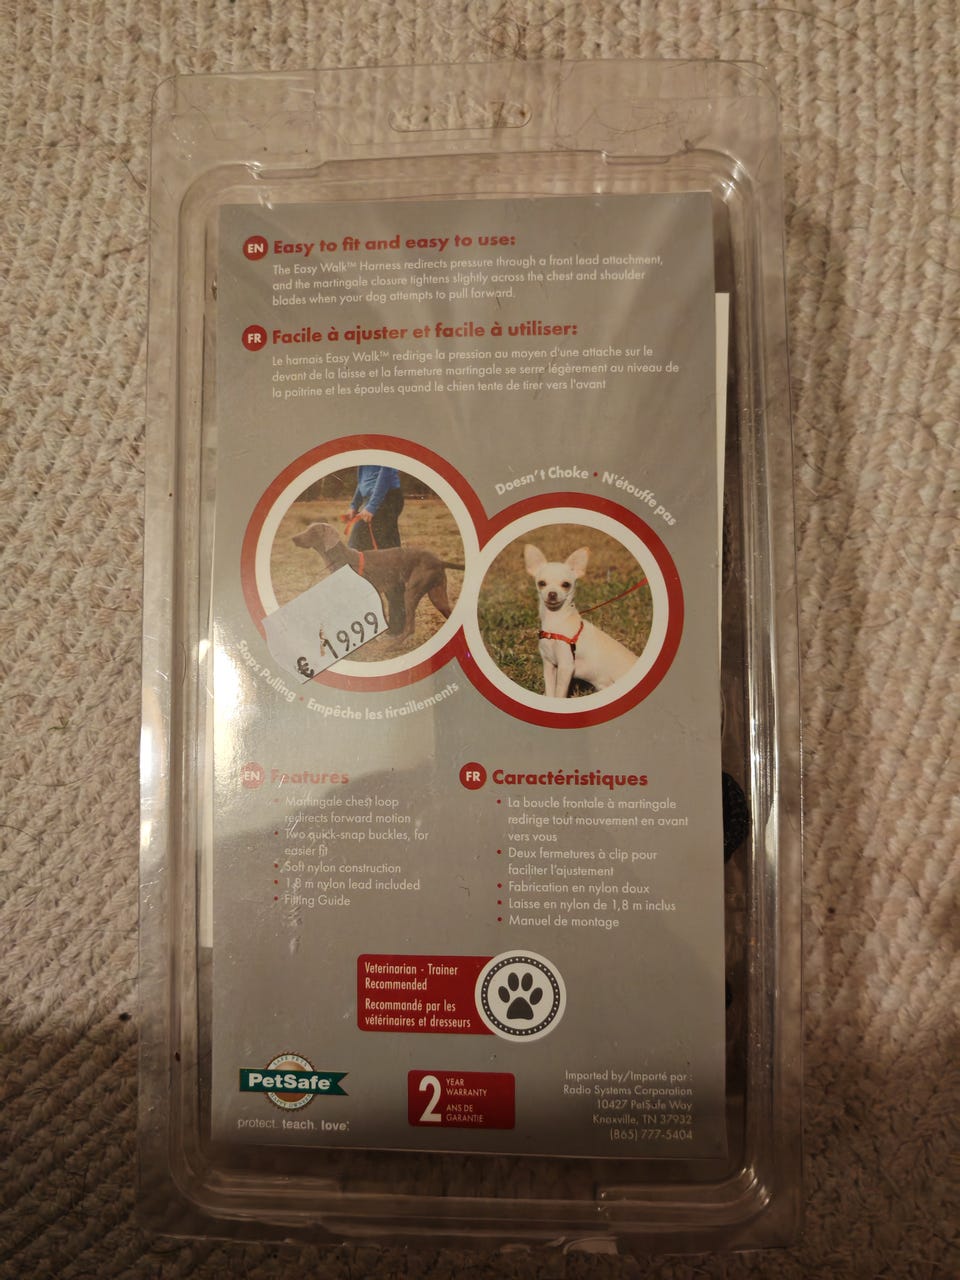 EN Easy to fit and easy to use:
The Easy Walk™ Harness redirects pressure through a front lead attachment,
and the martingale closure tightens slightly across the chest and shoulder
blades when your dog attempts to pull forward.
FR Facile à ajuster et facile à utiliser:
Le harnais Easy Walk™ redirige la pression au moyen d'une attache sur le
devant de la laisse et la fermeture martingale se serre légèrement au niveau de
la poitrine et les épaules quand le chien tente de tirer vers l'avant
Doesn't Choke • N'étouffe pas
€ 19.99
Stops Pulling • Empêche les tiraillements
EN Features
• Martingale chest loop
redirects forward motion
• Two quick-snap buckles, for
easier fit
• Soft nylon construction
• 1,8 m nylon lead included
• Fitting Guide
FR Caractéristiques
• La boucle frontale à martingale
redirige tout mouvement en avant
vers vous
• Deux fermetures à clip pour
faciliter l'ajustement
• Fabrication en nylon doux
• Laisse en nylon de 1,8 m inclus
• Manuel de montage
Veterinarian - Trainer
Recommended
Recommandé par les
vétérinaires et dresseurs
PetSafe®
protect. teach. love.
2 YEAR
WARRANTY
ANS DE
GARANTIE
Imported by/Importé par :
Radio Systems Corporation
10427 PetSafe Way
Knoxville, TN 37932
(865) 777-5404